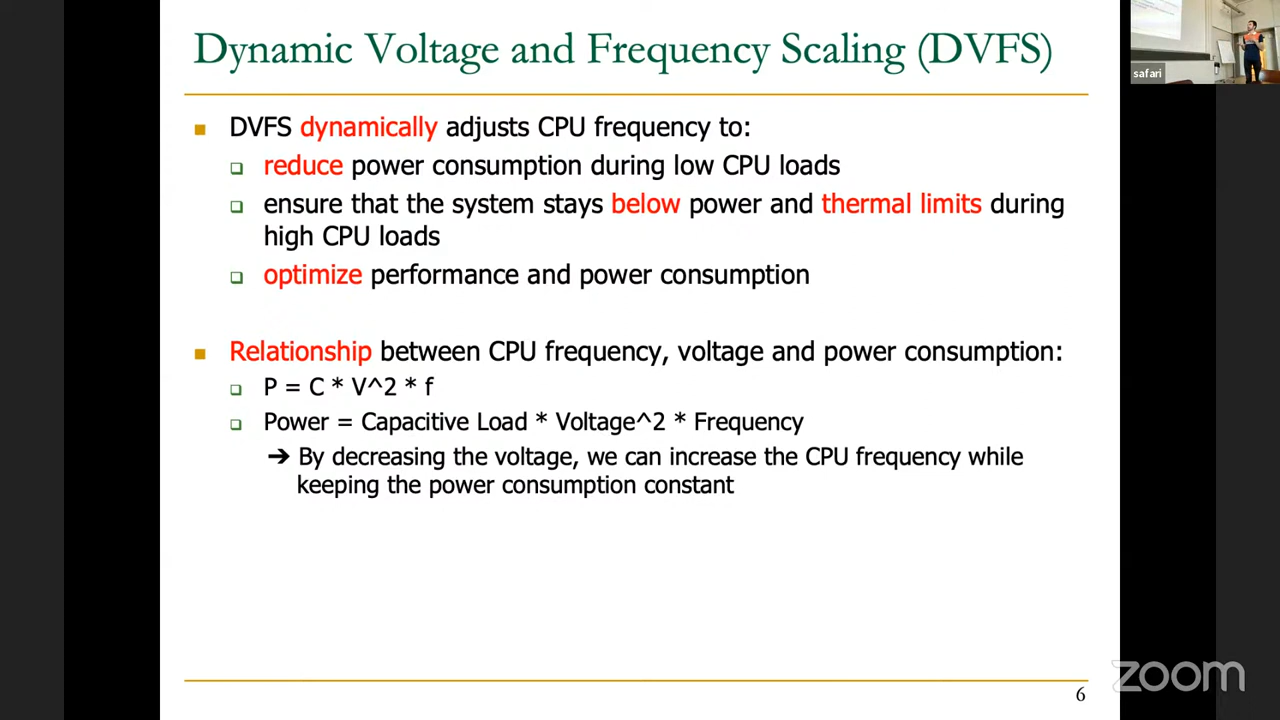 Dynamic Voltage and Frequency Scaling (DVFS)
safari
DVFS dynamically adjusts CPU frequency to:
reduce power consumption during low CPU loads
ensure that the system stays below power and thermal limits during
high CPU loads
optimize performance and power consumption
Relationship between CPU frequency, voltage and power consumption:
P = C * V^2 * f
Power = Capacitive Load * Voltage^2 * Frequency
➔ By decreasing the voltage, we can increase the CPU frequency while
keeping the power consumption constant
zoom
6